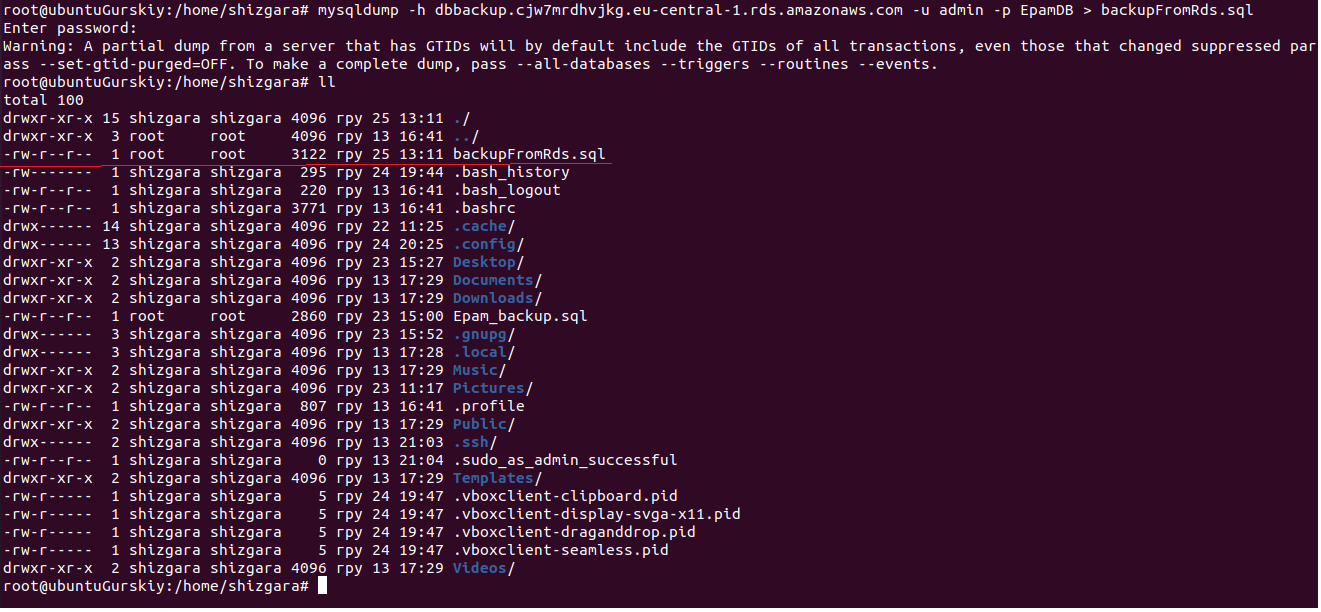 root@ubuntuGurskiy:/home/shizgara# mysqldump -h dbbackup.cjw7mrdhvjkg.eu-central-1.rds.amazonaws.com -u admin -p EpamDB > backupFromRds.sql
Enter password:
Warning: A partial dump from a server that has GTIDs will by default include the GTIDs of all transactions, even those that changed suppressed par
ass --set-gtid-purged=OFF. To make a complete dump, pass --all-databases --triggers --routines --events.
root@ubuntuGurskiy:/home/shizgara# ll
total 100
drwxr-xr-x 15 shizgara shizgara 4096 гру 25 13:11 ./
drwxr-xr-x  3 root     root     4096 гру 13 16:41 ../
-rw-r--r--  1 root     root     3122 гру 25 13:11 backupFromRds.sql
-rw-------  1 shizgara shizgara  295 гру 24 19:44 .bash_history
-rw-r--r--  1 shizgara shizgara  220 гру 13 16:41 .bash_logout
-rw-r--r--  1 shizgara shizgara 3771 гру 13 16:41 .bashrc
drwx------ 14 shizgara shizgara 4096 гру 22 11:25 .cache/
drwx------ 13 shizgara shizgara 4096 гру 24 20:25 .config/
drwxr-xr-x  2 shizgara shizgara 4096 гру 23 15:27 Desktop/
drwxr-xr-x  2 shizgara shizgara 4096 гру 13 17:29 Documents/
drwxr-xr-x  2 shizgara shizgara 4096 гру 13 17:29 Downloads/
-rw-r--r--  1 root     root     2860 гру 23 15:00 Epam_backup.sql
drwx------  3 shizgara shizgara 4096 гру 23 15:52 .gnupg/
drwx------  3 shizgara shizgara 4096 гру 13 17:28 .local/
drwxr-xr-x  2 shizgara shizgara 4096 гру 13 17:29 Music/
drwxr-xr-x  2 shizgara shizgara 4096 гру 23 11:17 Pictures/
-rw-r--r--  1 shizgara shizgara  807 гру 13 16:41 .profile
drwxr-xr-x  2 shizgara shizgara 4096 гру 13 17:29 Public/
drwx------  2 shizgara shizgara 4096 гру 13 21:03 .ssh/
-rw-r--r--  1 shizgara shizgara    0 гру 13 21:04 .sudo_as_admin_successful
drwxr-xr-x  2 shizgara shizgara 4096 гру 13 17:29 Templates/
-rw-r-----  1 shizgara shizgara    5 гру 24 19:47 .vboxclient-clipboard.pid
-rw-r-----  1 shizgara shizgara    5 гру 24 19:47 .vboxclient-display-svga-x11.pid
-rw-r-----  1 shizgara shizgara    5 гру 24 19:47 .vboxclient-draganddrop.pid
-rw-r-----  1 shizgara shizgara    5 гру 24 19:47 .vboxclient-seamless.pid
drwxr-xr-x  2 shizgara shizgara 4096 гру 13 17:29 Videos/
root@ubuntuGurskiy:/home/shizgara#